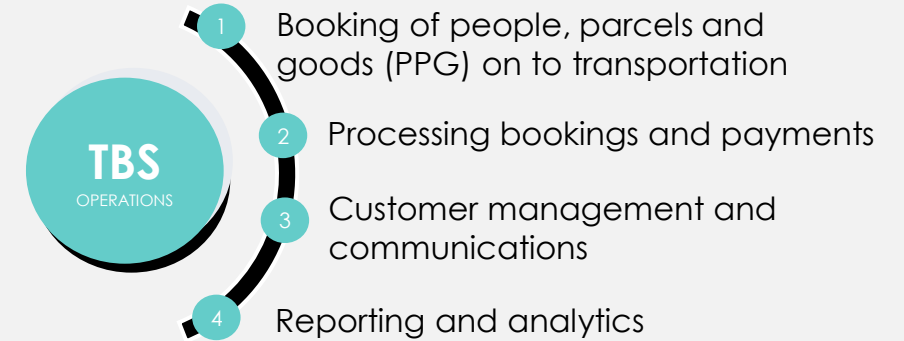 TBS
OPERATIONS
1
Booking of people, parcels and
goods (PPG) on to transportation
2
Processing bookings and payments
3
Customer management and
communications
4
Reporting and analytics